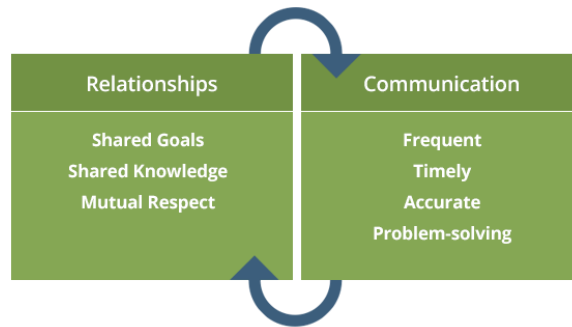 Relationships
Shared Goals
Shared Knowledge
Mutual Respect
Communication
Frequent
Timely
Accurate
Problem-solving